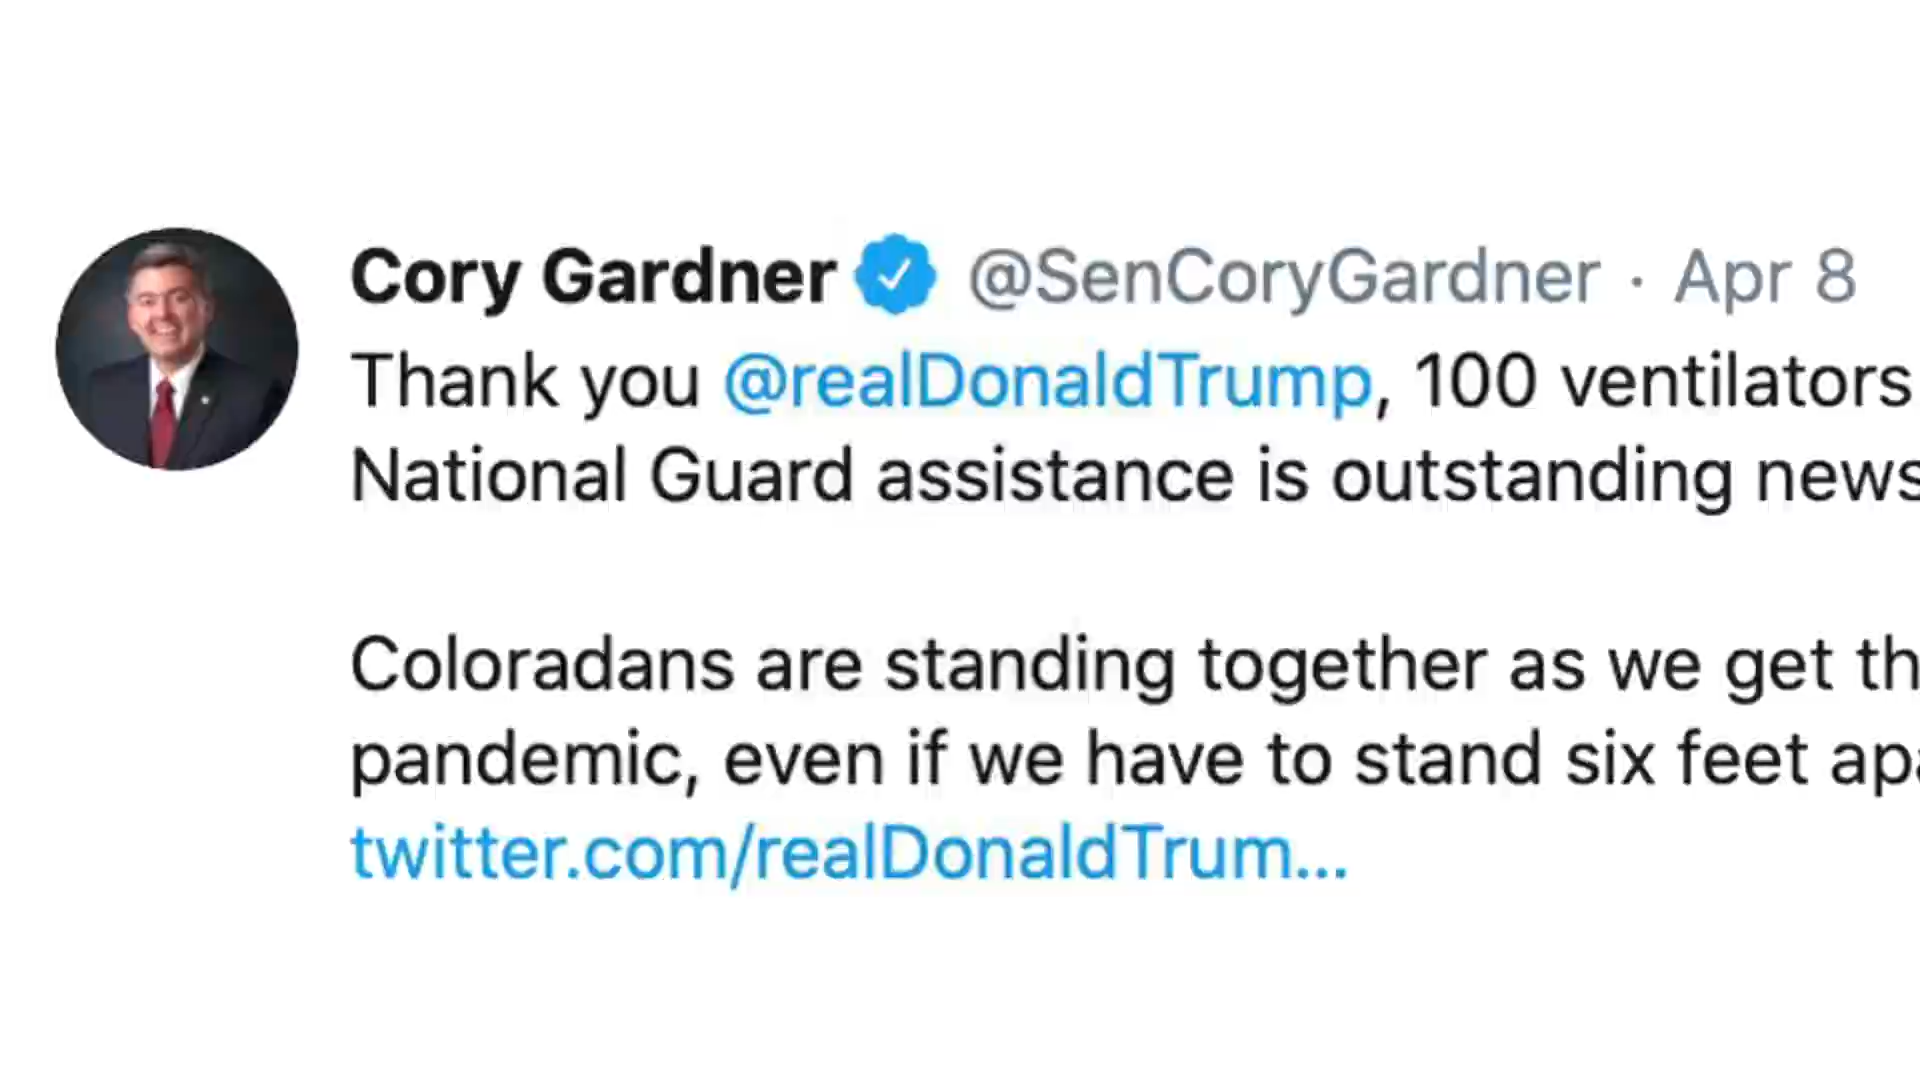 Cory Gardner @SenCoryGardner · Apr 8
Thank you @realDonaldTrump, 100 ventilators
National Guard assistance is outstanding news
Coloradans are standing together as we get th
pandemic, even if we have to stand six feet apa
twitter.com/realDonaldTrum...